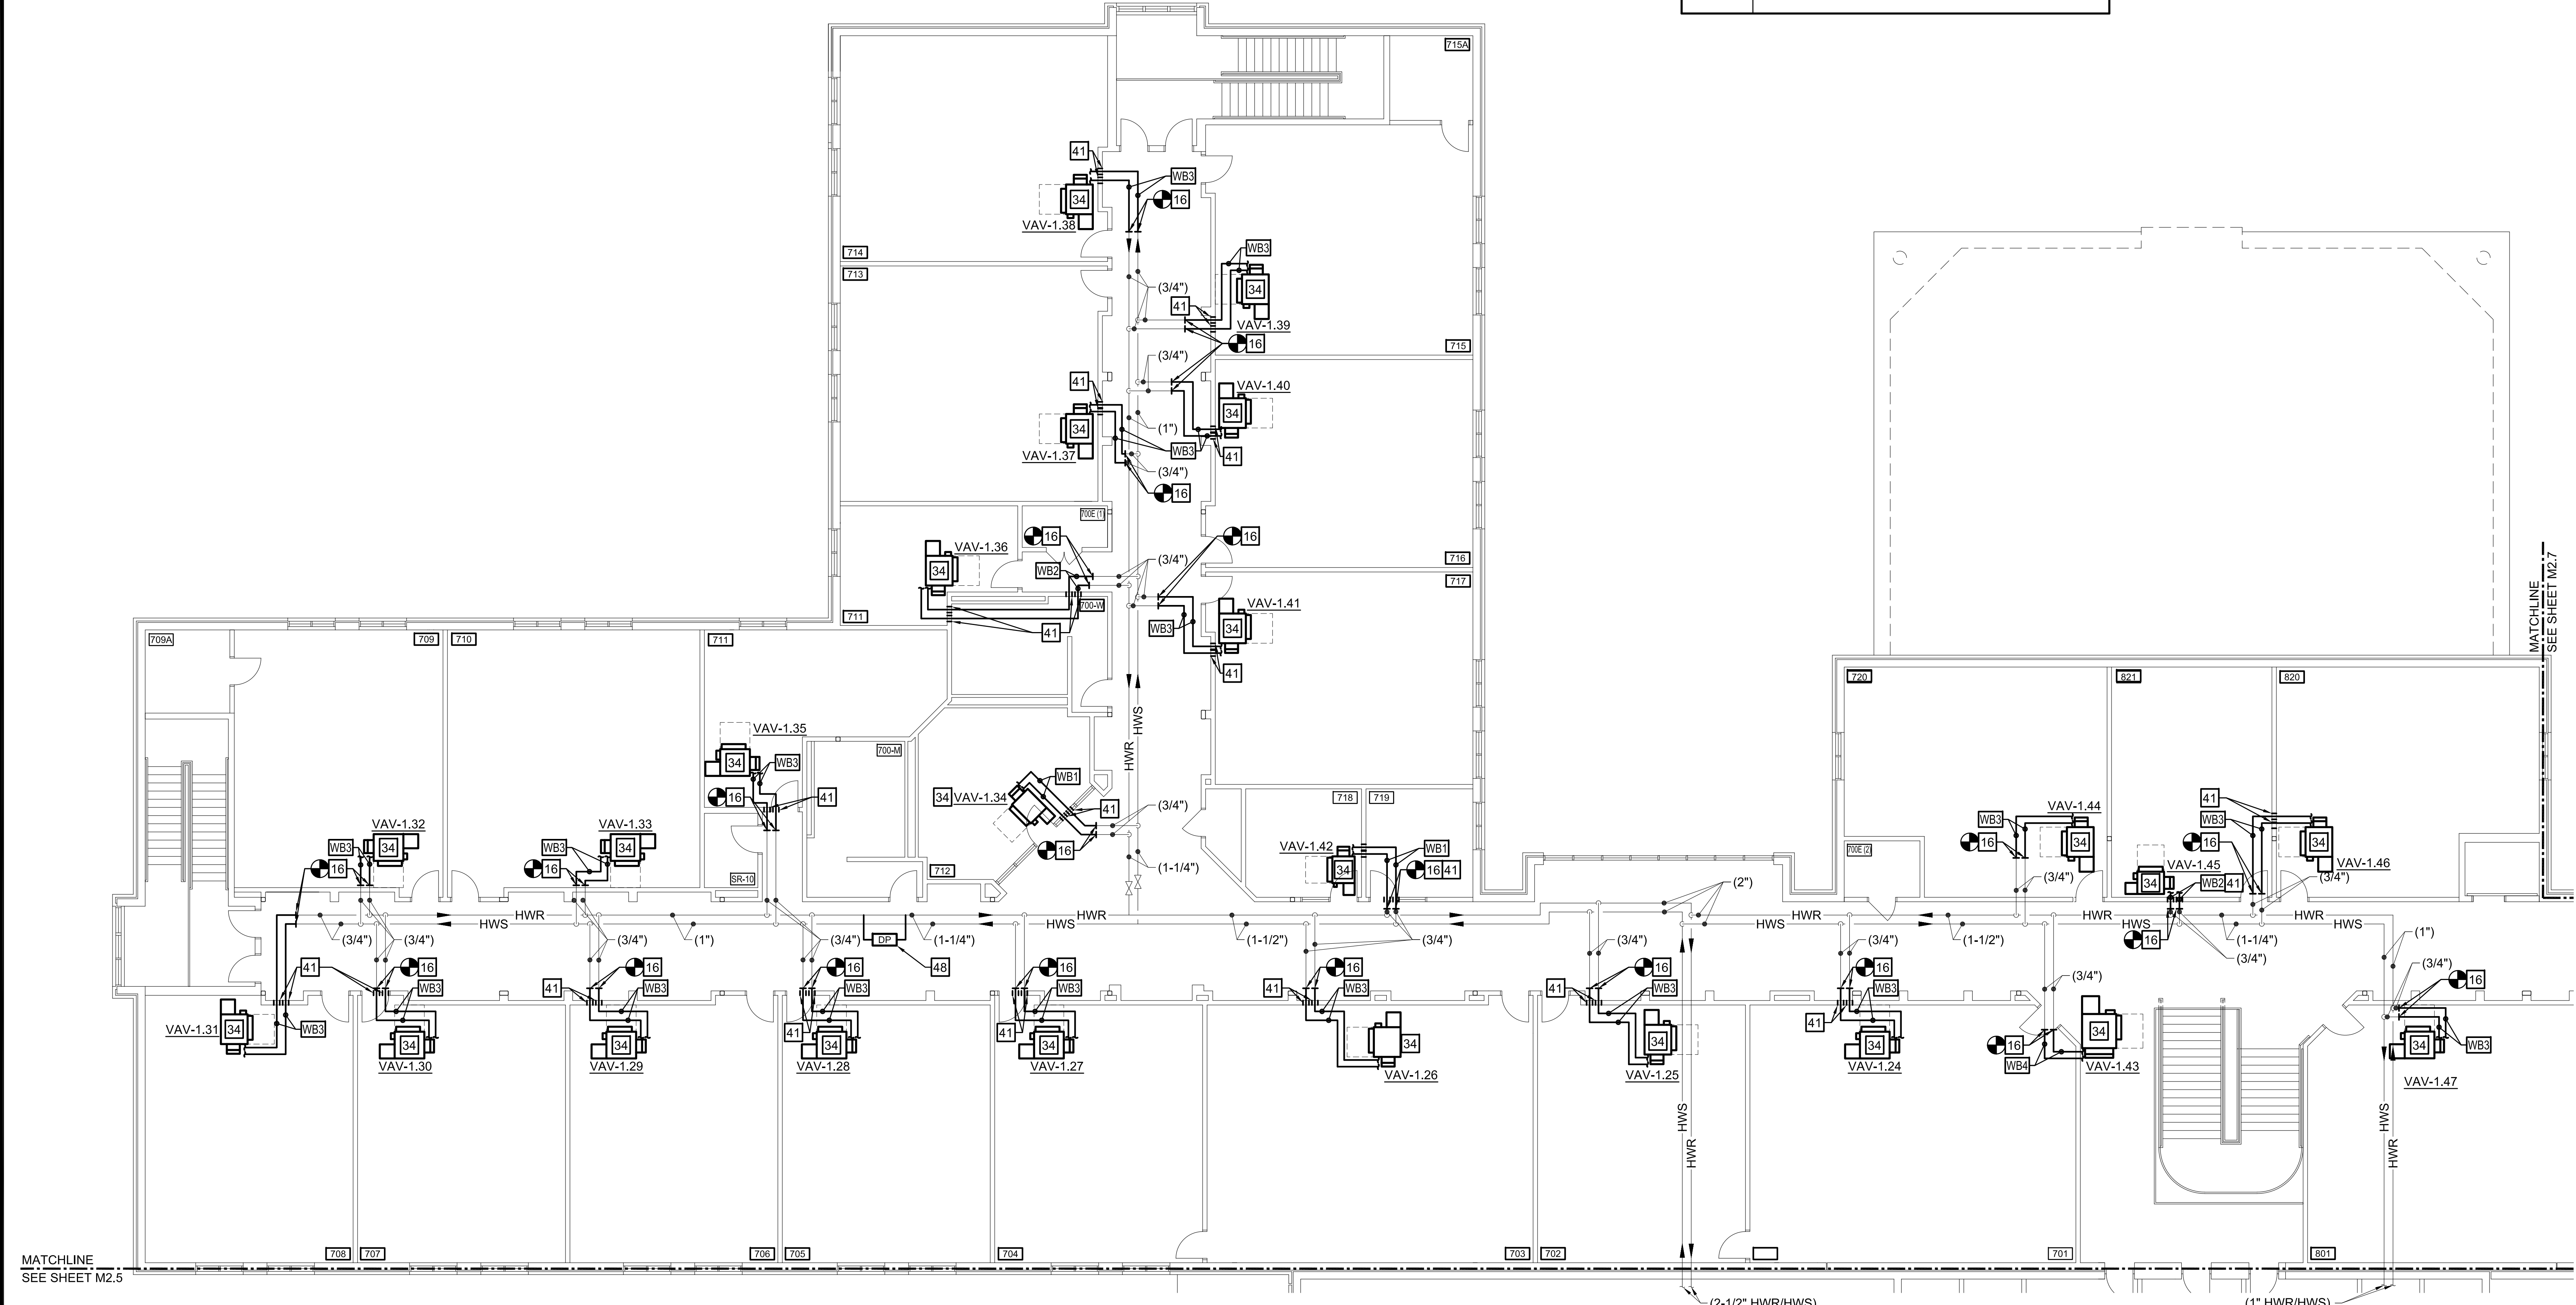 715A
41
WB3
16
34
VAV-1.38
714
713
WB3
34
(3/4")
41
VAV-1.39
16
715
(3/4")
41
VAV-1.40
34
34
(1")
WB3
41
VAV-1.37
(3/4")
16
700E (1)
16
16
VAV-1.36
(3/4")
34
WB2
716
717
700-W
711
41
VAV-1.41
34
WB3
41
MATCHLINE
SEE SHEET M2.7
709A
709
710
711
720
821
820
HWR
HWS
VAV-1.35
34
WB3
700-M
16
41
WB1
34
VAV-1.34
41
(3/4")
16
(1-1/4")
718
719
VAV-1.32
WB3
34
16
VAV-1.33
WB3
34
16
SR-10
712
VAV-1.42
34
WB1
16
41
VAV-1.44
WB3
34
16
700E (2)
41
WB3
16
VAV-1.45
34
WB2
41
34
VAV-1.46
(3/4")
(3/4")
(2")
HWR
HWS
HWR
HWS
HWR
HWS
HWR
HWS
HWR
HWS
(3/4")
(3/4")
(3/4")
(1")
(3/4")
DP
(1-1/4")
48
(1-1/2")
(3/4")
(3/4")
(3/4")
(1-1/2")
16
(1-1/4")
(3/4")
(1")
41
16
WB3
41
16
WB3
16
WB3
41
16
WB3
41
41
16
WB3
41
16
WB3
41
16
WB3
(3/4")
(3/4")
16
WB3
VAV-1.31
34
WB3
34
VAV-1.30
34
VAV-1.29
34
VAV-1.28
34
VAV-1.27
34
VAV-1.26
34
VAV-1.25
34
VAV-1.24
16
WB4
34
VAV-1.43
34
VAV-1.47
HWS
HWR
HWS
HWR
708
707
706
705
704
703
702
701
801
MATCHLINE
SEE SHEET M2.5
(2-1/2" HWR/HWS)
(1" HWR/HWS)